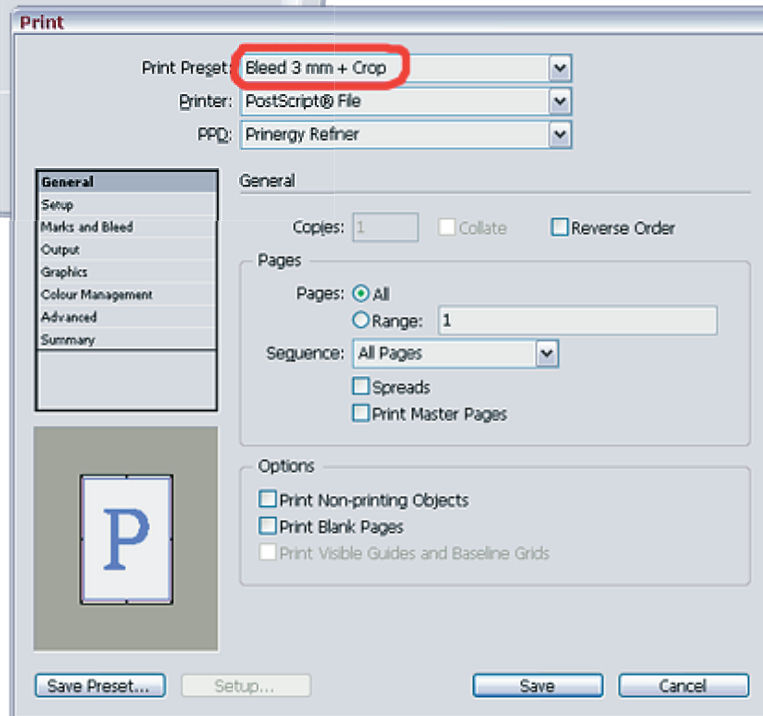 Print
Print Preset: Bleed 3 mm + Crop
Printer: PostScript® File
PPD: Prinergy Refiner
General
Setup
Marks and Bleed
Output
Graphics
Colour Management
Advanced
Summary
General
Copies: 1 Collate Reverse Order
Pages
Pages: All
Range: 1
Sequence: All Pages
Spreads
Print Master Pages
Options
Print Non-printing Objects
Print Blank Pages
Print Visible Guides and Baseline Grids
P
Save Preset... Setup... Save Cancel